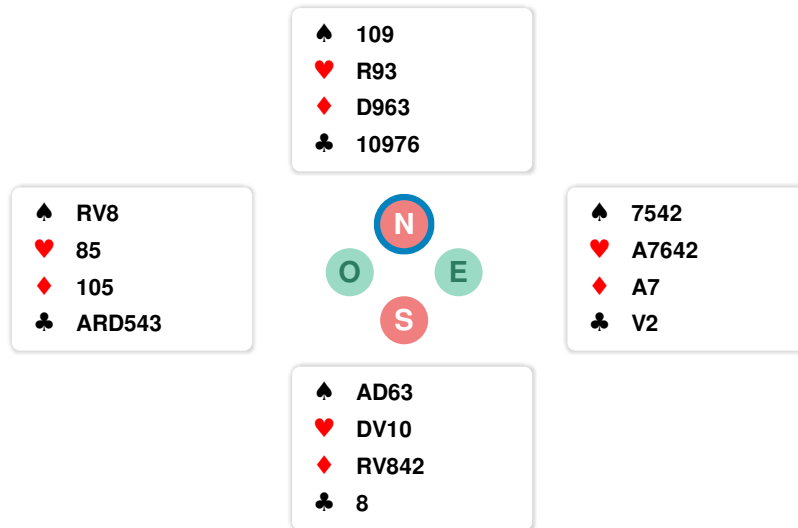 ♠ 109
♥ R93
♦ D963
♣ 10976
♠ RV8
♥ 85
♦ 105
♣ ARD543
N
O E
S
♠ 7542
♥ A7642
♦ A7
♣ V2
♠ AD63
♥ DV10
♦ RV842
♣ 8